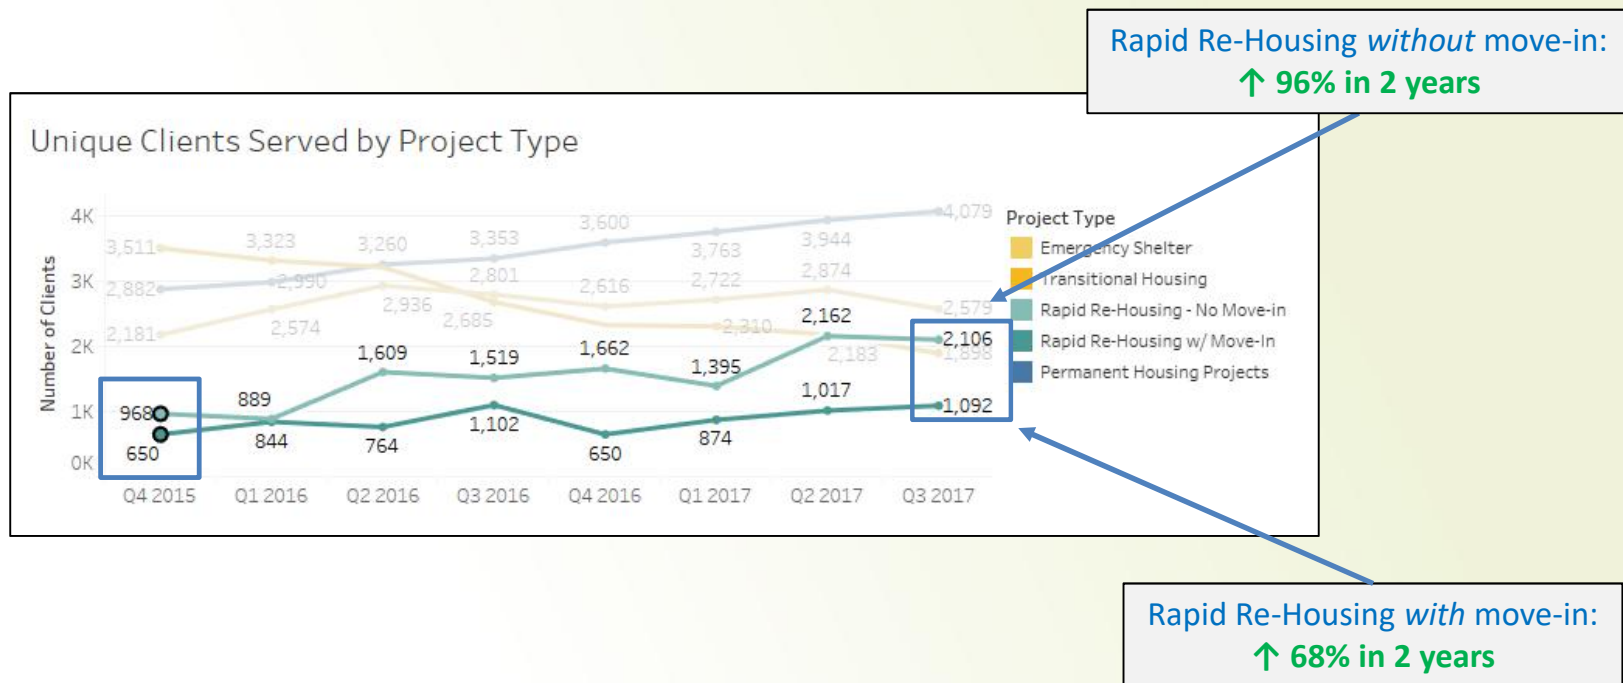 Rapid Re-Housing without move-in:
↑ 96% in 2 years
Unique Clients Served by Project Type
Number of Clients
4K
3K
2K
1K
0K
3,511
3,323
3,260
3,353
3,600
3,763
3,944
4,079
2,882
2,990
2,936
2,801
2,616
2,722
2,874
2,579
2,181
2,574
2,685
2,310
2,183
1,898
968
889
1,609
1,519
1,662
1,395
2,162
2,106
650
844
764
1,102
650
874
1,017
1,092
Q4 2015 Q1 2016 Q2 2016 Q3 2016 Q4 2016 Q1 2017 Q2 2017 Q3 2017
Project Type
Emergency Shelter
Transitional Housing
Rapid Re-Housing - No Move-in
Rapid Re-Housing w/ Move-In
Permanent Housing Projects
Rapid Re-Housing with move-in:
↑ 68% in 2 years